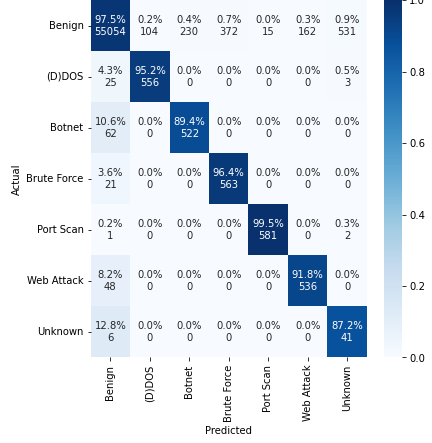 Benign 97.5% 0.2% 0.4% 0.7% 0.0% 0.3% 0.9%
55054 104 230 372 15 162 531
(D)DOS 4.3% 95.2% 0.0% 0.0% 0.0% 0.0% 0.5%
25 556 0 0 0 0 3
Botnet 10.6% 0.0% 89.4% 0.0% 0.0% 0.0% 0.0%
62 0 522 0 0 0 0
Brute Force 3.6% 0.0% 0.0% 96.4% 0.0% 0.0% 0.0%
21 0 0 563 0 0 0
Port Scan 0.2% 0.0% 0.0% 0.0% 99.5% 0.0% 0.3%
1 0 0 0 581 0 2
Web Attack 8.2% 0.0% 0.0% 0.0% 0.0% 91.8% 0.0%
48 0 0 0 0 536 0
Unknown 12.8% 0.0% 0.0% 0.0% 0.0% 0.0% 87.2%
6 0 0 0 0 0 41
Actual
Benign
(D)DOS
Botnet
Brute Force
Port Scan
Web Attack
Unknown
Predicted
0.8
0.6
0.4
0.2
0.0